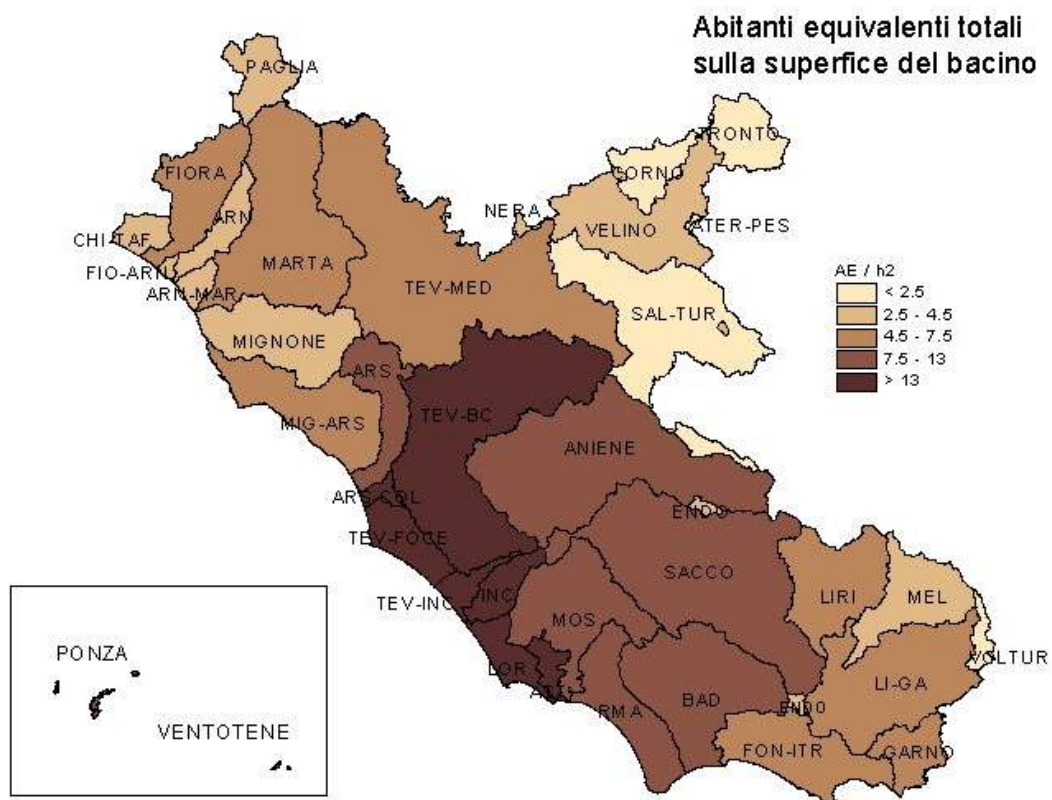 Abitanti equivalenti totali
sulla superfice del bacino
PAGLIA
TRONTO
CORNO
FIORA
NERA
ARN
VELINO
ATER-PES
CHI-TAF
MARTA
FIO-ARN
ARN-MAR
TEV-MED
SAL-TUR
AE / h2
< 2.5
2.5 - 4.5
4.5 - 7.5
7.5 - 13
> 13
MIGNONE
ARS
TEV-BC
MIG-ARS
ANIENE
ARS-COL
ENDO
TEV-FOCE
SACCO
TEV-INC
INC
LIRI
MEL
MOS
VOLTUR
LOR
LI-GA
RMA
BAD
ENDO
FON-ITR
GARNO
PONZA
VENTOTENE